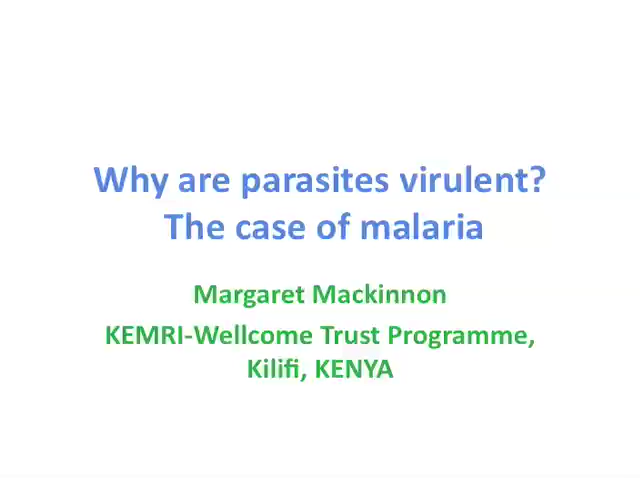 Why are parasites virulent?
The case of malaria
Margaret Mackinnon
KEMRI-Wellcome Trust Programme,
Kilifi, KENYA